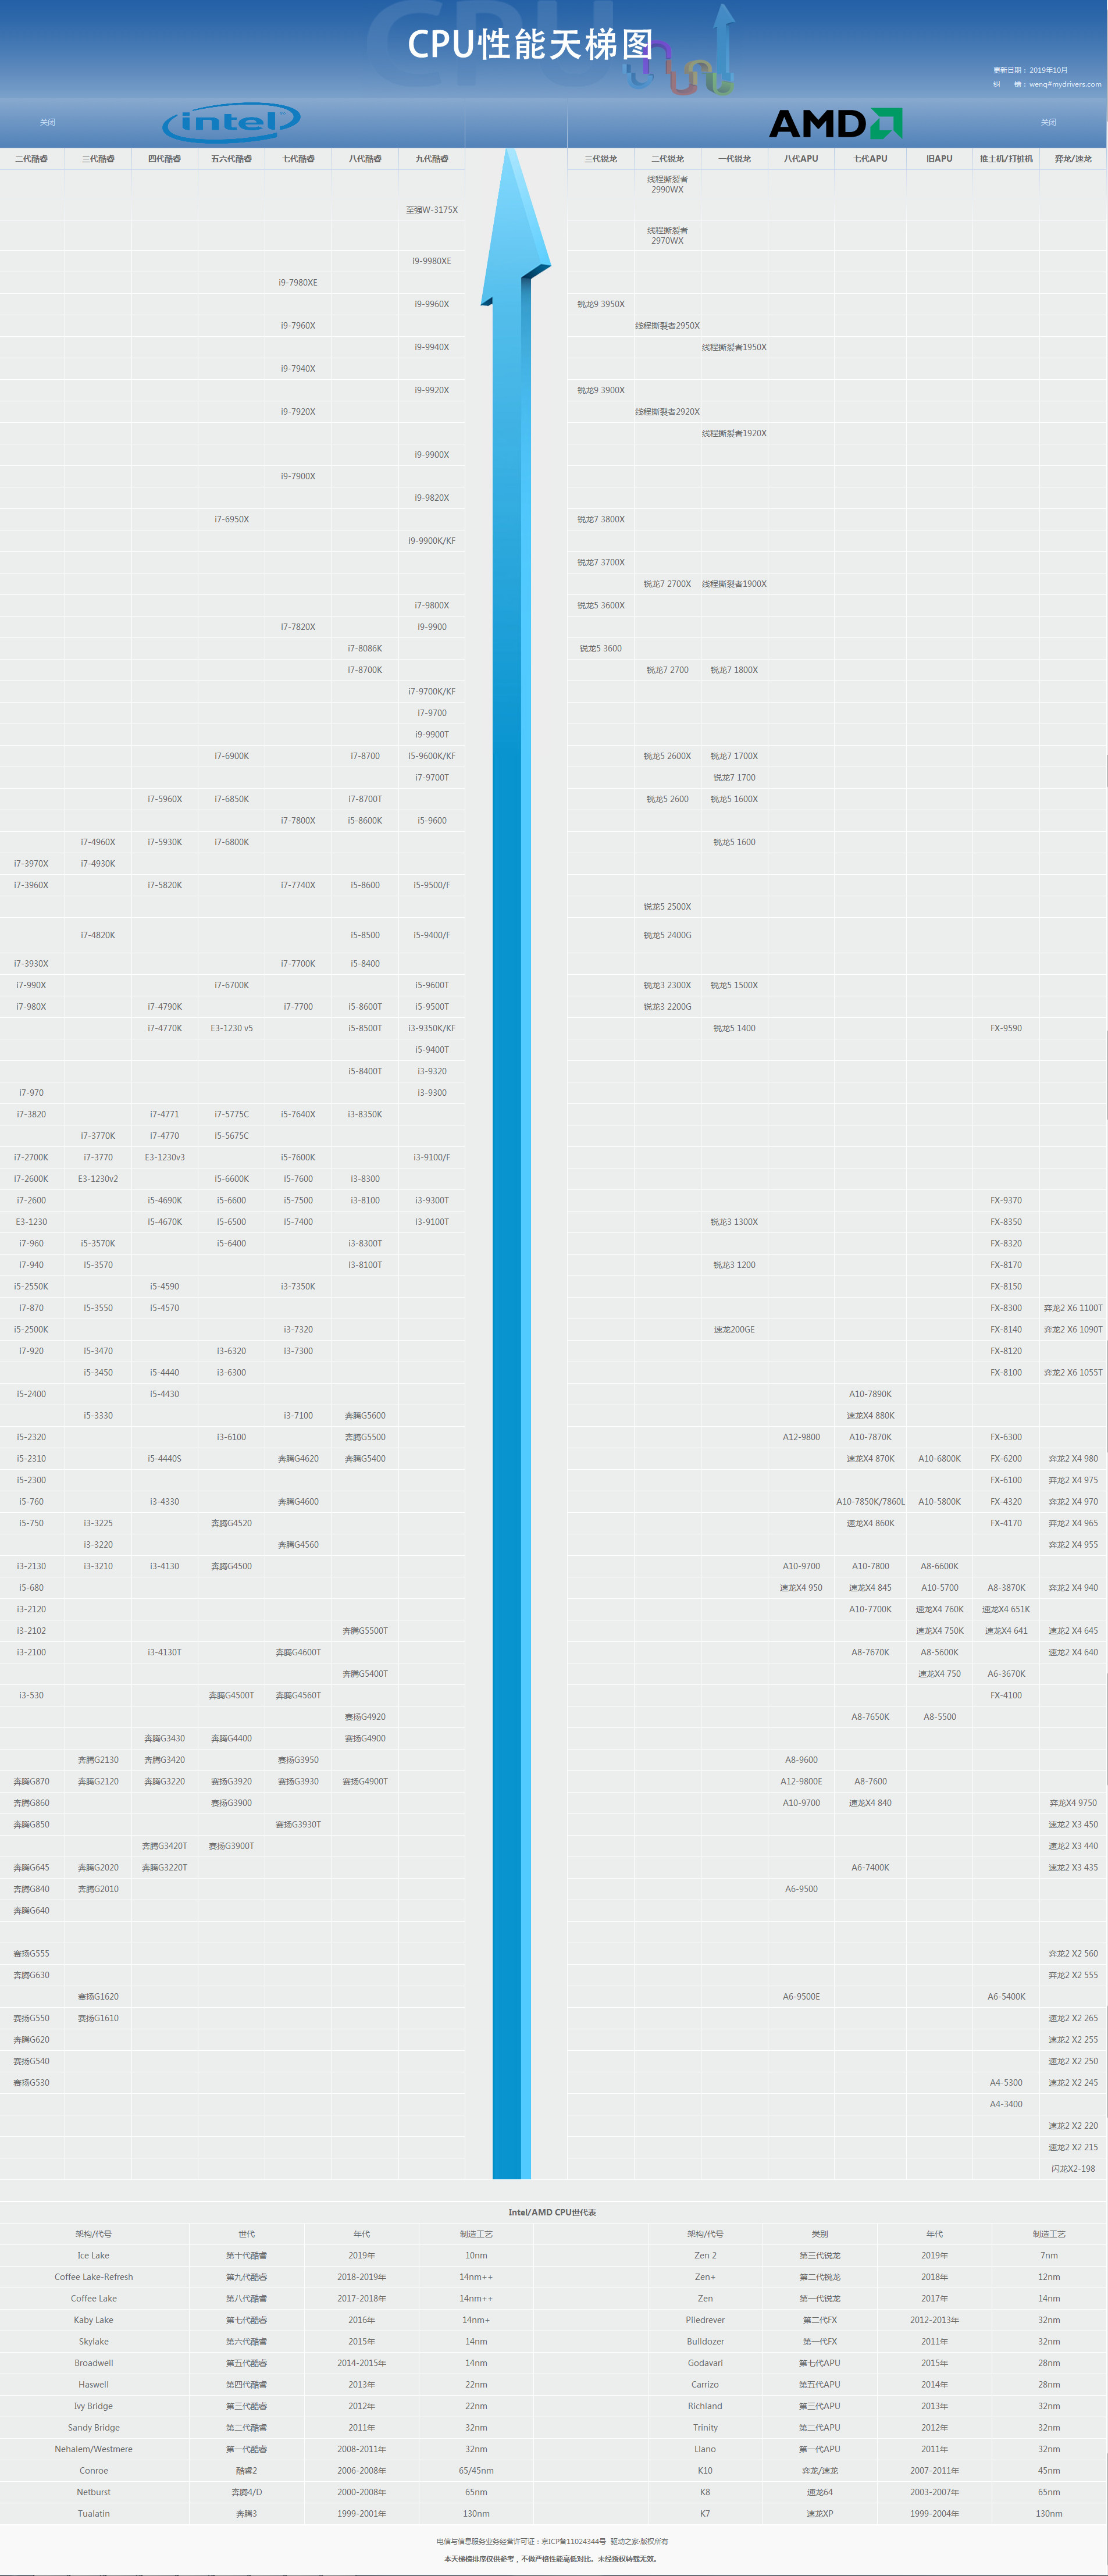 CPU性能天梯图
更新日期：2019年10月
纠 错：wenq#mydrivers.com
关闭 intel AMD 关闭
二代酷睿 三代酷睿 四代酷睿 五六代酷睿 七代酷睿 八代酷睿 九代酷睿 三代锐龙 二代锐龙 一代锐龙 八代APU 七代APU 旧APU 推土机/打桩机 弈龙/速龙
线程撕裂者
2990WX
至强W-3175X
线程撕裂者
2970WX
i9-9980XE
i9-7980XE
i9-9960X 锐龙9 3950X
i9-7960X 线程撕裂者2950X
i9-9940X 线程撕裂者1950X
i9-7940X
i9-9920X 锐龙9 3900X
i9-7920X 线程撕裂者2920X
线程撕裂者1920X
i9-9900X
i9-7900X
i9-9820X
i7-6950X 锐龙7 3800X
i9-9900K/KF
锐龙7 3700X
锐龙7 2700X 线程撕裂者1900X
i7-9800X 锐龙5 3600X
i7-7820X i9-9900
i7-8086K 锐龙5 3600
i7-8700K 锐龙7 2700 锐龙7 1800X
i7-9700K/KF
i7-9700
i9-9900T
i7-6900K i7-8700 i5-9600K/KF 锐龙5 2600X 锐龙7 1700X
i7-9700T 锐龙7 1700
i7-5960X i7-6850K i7-8700T 锐龙5 2600 锐龙5 1600X
i7-7800X i5-8600K i5-9600
i7-4960X i7-5930K i7-6800K 锐龙5 1600
i7-3970X i7-4930K
i7-3960X i7-5820K i7-7740X i5-8600 i5-9500/F
锐龙5 2500X
i7-4820K i5-8500 i5-9400/F 锐龙5 2400G
i7-3930X i7-7700K i5-8400
i7-990X i7-6700K i5-9600T 锐龙3 2300X 锐龙5 1500X
i7-980X i7-4790K i7-7700 i5-8600T i5-9500T 锐龙3 2200G
i7-4770K E3-1230 v5 i5-8500T i3-9350K/KF 锐龙5 1400 FX-9590
i5-9400T
i5-8400T i3-9320
i7-970 i3-9300
i7-3820 i7-4771 i7-5775C i5-7640X i3-8350K
i7-3770K i7-4770 i5-5675C
i7-2700K i7-3770 E3-1230v3 i5-7600K i3-9100/F
i7-2600K E3-1230v2 i5-6600K i5-7600 i3-8300
i7-2600 i5-4690K i5-6600 i5-7500 i3-8100 i3-9300T FX-9370
E3-1230 i5-4670K i5-6500 i5-7400 i3-9100T 锐龙3 1300X FX-8350
i7-960 i5-3570K i5-6400 i3-8300T FX-8320
i7-940 i5-3570 i3-8100T 锐龙3 1200 FX-8170
i5-2550K i5-4590 i3-7350K FX-8150
i7-870 i5-3550 i5-4570 FX-8300 弈龙2 X6 1100T
i5-2500K i3-7320 速龙200GE FX-8140 弈龙2 X6 1090T
i7-920 i5-3470 i3-6320 i3-7300 FX-8120
i5-3450 i5-4440 i3-6300 FX-8100 弈龙2 X6 1055T
i5-2400 i5-4430 A10-7890K
i5-3330 i3-7100 奔腾G5600 速龙X4 880K
i5-2320 i3-6100 奔腾G5500 A12-9800 A10-7870K FX-6300
i5-2310 i5-4440S 奔腾G4620 奔腾G5400 速龙X4 870K A10-6800K FX-6200 弈龙2 X4 980
i5-2300 FX-6100 弈龙2 X4 975
i5-760 i3-4330 奔腾G4600 A10-7850K/7860L A10-5800K FX-4320 弈龙2 X4 970
i5-750 i3-3225 奔腾G4520 速龙X4 860K FX-4170 弈龙2 X4 965
i3-3220 奔腾G4560 弈龙2 X4 955
i3-2130 i3-3210 i3-4130 奔腾G4500 A10-9700 A10-7800 A8-6600K
i5-680 速龙X4 950 速龙X4 845 A10-5700 A8-3870K 弈龙2 X4 940
i3-2120 A10-7700K 速龙X4 760K 速龙X4 651K
i3-2102 奔腾G5500T 速龙X4 750K 速龙X4 641 速龙2 X4 645
i3-2100 i3-4130T 奔腾G4600T A8-7670K A8-5600K 速龙2 X4 640
奔腾G5400T 速龙X4 750 A6-3670K
i3-530 奔腾G4500T 奔腾G4560T FX-4100
赛扬G4920 A8-7650K A8-5500
奔腾G3430 奔腾G4400 赛扬G4900
奔腾G2130 奔腾G3420 赛扬G3950 A8-9600
奔腾G870 奔腾G2120 奔腾G3220 赛扬G3920 赛扬G3930 赛扬G4900T A12-9800E A8-7600
奔腾G860 赛扬G3900 A10-9700 速龙X4 840 弈龙X4 9750
奔腾G850 赛扬G3930T 速龙2 X3 450
奔腾G3420T 赛扬G3900T 速龙2 X3 440
奔腾G645 奔腾G2020 奔腾G3220T A6-7400K 速龙2 X3 435
奔腾G840 奔腾G2010 A6-9500
奔腾G640
赛扬G555 弈龙2 X2 560
奔腾G630 弈龙2 X2 555
赛扬G1620 A6-9500E A6-5400K
赛扬G550 赛扬G1610 速龙2 X2 265
奔腾G620 速龙2 X2 255
赛扬G540 速龙2 X2 250
赛扬G530 A4-5300 速龙2 X2 245
A4-3400
速龙2 X2 220
速龙2 X2 215
闪龙X2-198
Intel/AMD CPU世代表
架构/代号 世代 年代 制造工艺 架构/代号 类别 年代 制造工艺
Ice Lake 第十代酷睿 2019年 10nm Zen 2 第三代锐龙 2019年 7nm
Coffee Lake-Refresh 第九代酷睿 2018-2019年 14nm++ Zen+ 第二代锐龙 2018年 12nm
Coffee Lake 第八代酷睿 2017-2018年 14nm++ Zen 第一代锐龙 2017年 14nm
Kaby Lake 第七代酷睿 2016年 14nm+ Piledrever 第二代FX 2012-2013年 32nm
Skylake 第六代酷睿 2015年 14nm Bulldozer 第一代FX 2011年 32nm
Broadwell 第五代酷睿 2014-2015年 14nm Godavari 第七代APU 2015年 28nm
Haswell 第四代酷睿 2013年 22nm Carrizo 第五代APU 2014年 28nm
Ivy Bridge 第三代酷睿 2012年 22nm Richland 第三代APU 2013年 32nm
Sandy Bridge 第二代酷睿 2011年 32nm Trinity 第二代APU 2012年 32nm
Nehalem/Westmere 第一代酷睿 2008-2011年 32nm Llano 第一代APU 2011年 32nm
Conroe 酷睿2 2006-2008年 65/45nm K10 弈龙/速龙 2007-2011年 45nm
Netburst 奔腾4/D 2000-2008年 65nm K8 速龙64 2003-2007年 65nm
Tualatin 奔腾3 1999-2001年 130nm K7 速龙XP 1999-2004年 130nm
电信与信息服务业务经营许可证：京ICP备11024344号 驱动之家·版权所有
本天梯榜排序仅供参考，不做严格性能高低对比。未经授权转载无效。